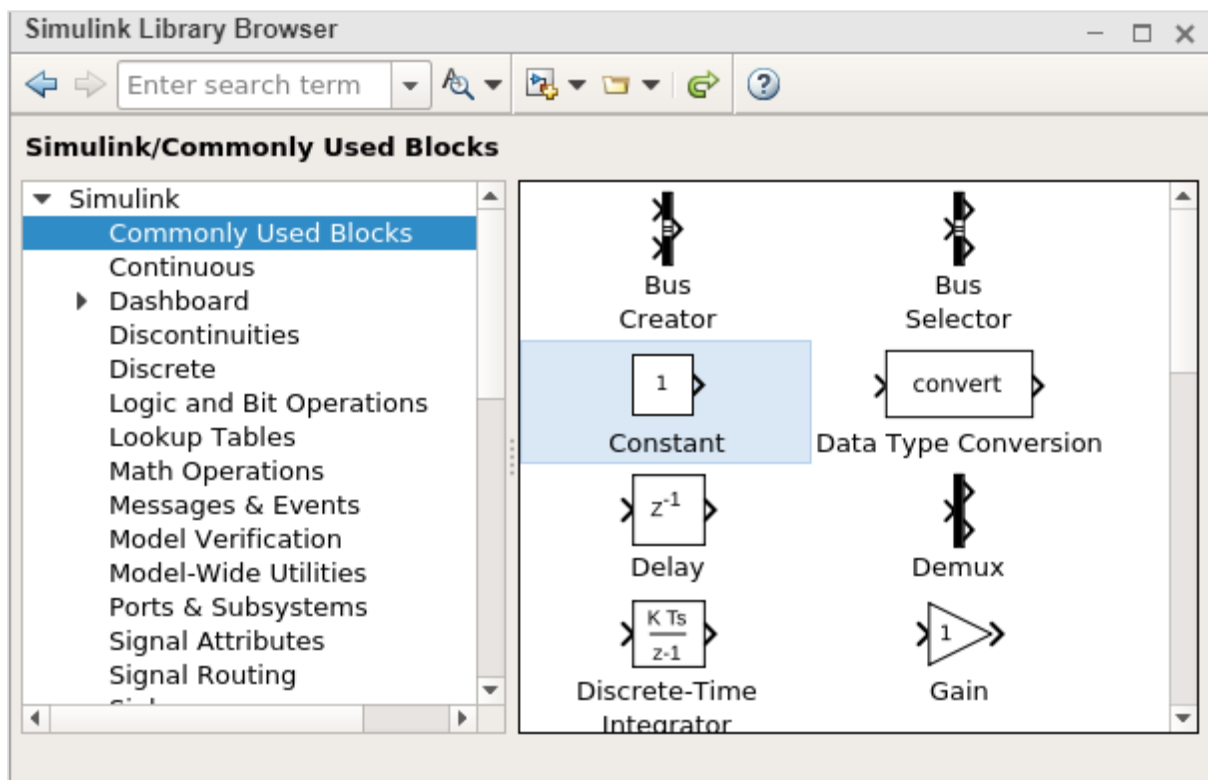 Simulink Library Browser
Enter search term
Simulink/Commonly Used Blocks
Simulink
Commonly Used Blocks
Continuous
Dashboard
Discontinuities
Discrete
Logic and Bit Operations
Lookup Tables
Math Operations
Messages & Events
Model Verification
Model-Wide Utilities
Ports & Subsystems
Signal Attributes
Signal Routing
Bus
Creator
Bus
Selector
1
Constant
convert
Data Type Conversion
z-1
Delay
Demux
K Ts
z-1
Discrete-Time
Integrator
1
Gain